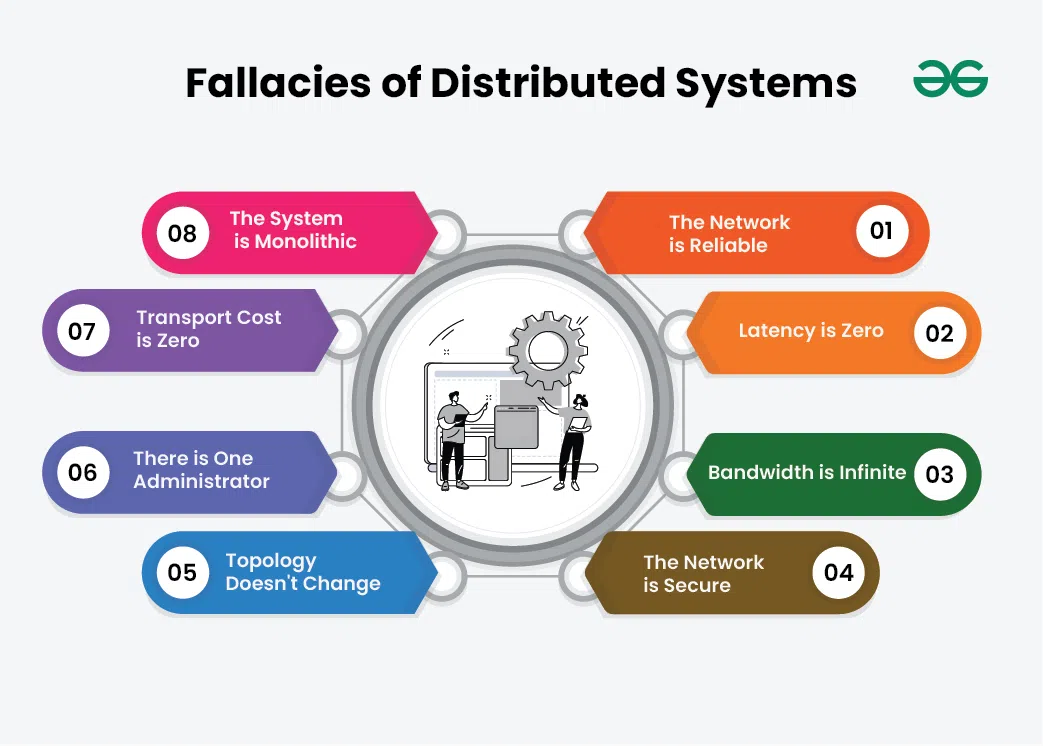 Fallacies of Distributed Systems
08
The System
is Monolithic
The Network
is Reliable
01
07
Transport Cost
is Zero
Latency is Zero
02
06
There is One
Administrator
Bandwidth is Infinite
03
05
Topology
Doesn't Change
The Network
is Secure
04